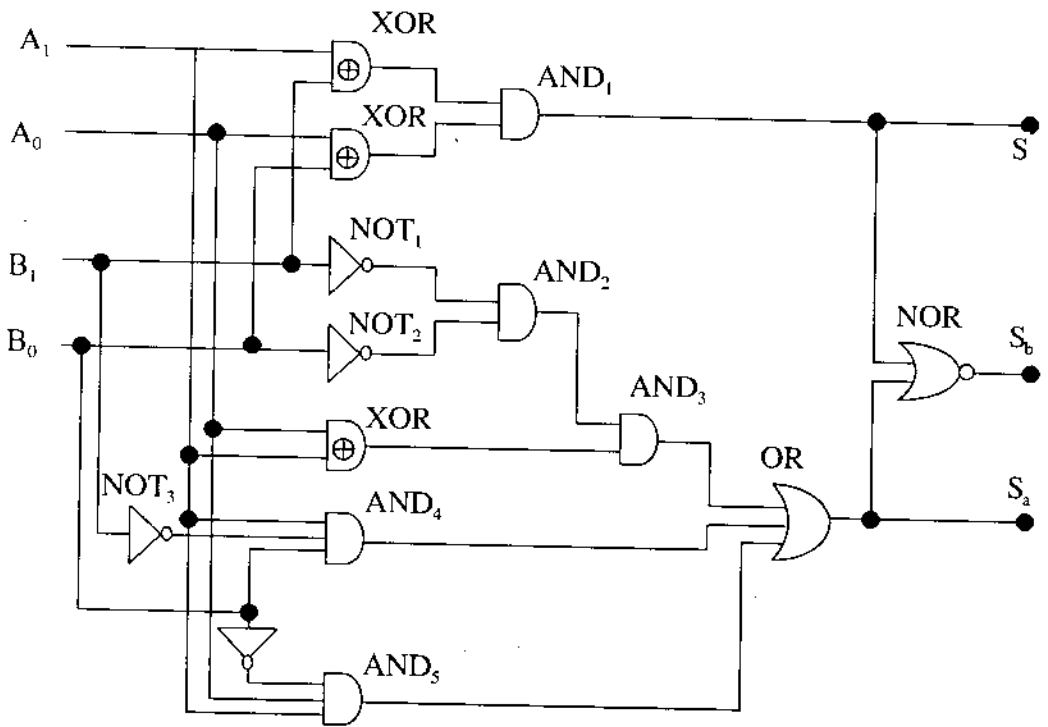 XOR
A₁
AND₁
XOR
A₀
S
NOT₁
B₁
AND₂
NOT₂
NOR
B₀
S_b
AND₃
XOR
OR
NOT₃
AND₄
S_a
AND₅